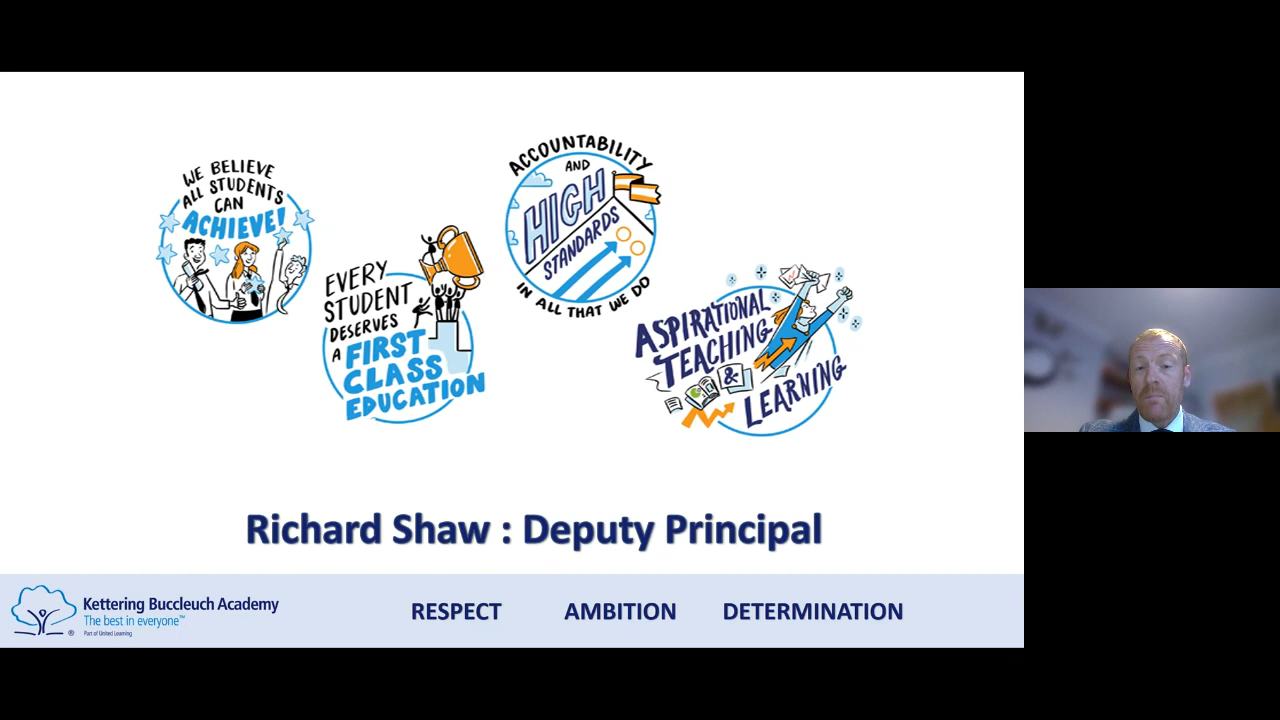 WE BELIEVE
ALL STUDENTS
CAN
ACHIEVE!
EVERY
STUDENT
DESERVES
A FIRST
CLASS
EDUCATION
ACCOUNTABILITY
AND
HIGH
STANDARDS
IN ALL THAT WE DO
ASPIRATIONAL
TEACHING
&
LEARNING
Richard Shaw : Deputy Principal
Kettering Buccleuch Academy
The best in everyone™
Part of United Learning
®
RESPECT AMBITION DETERMINATION